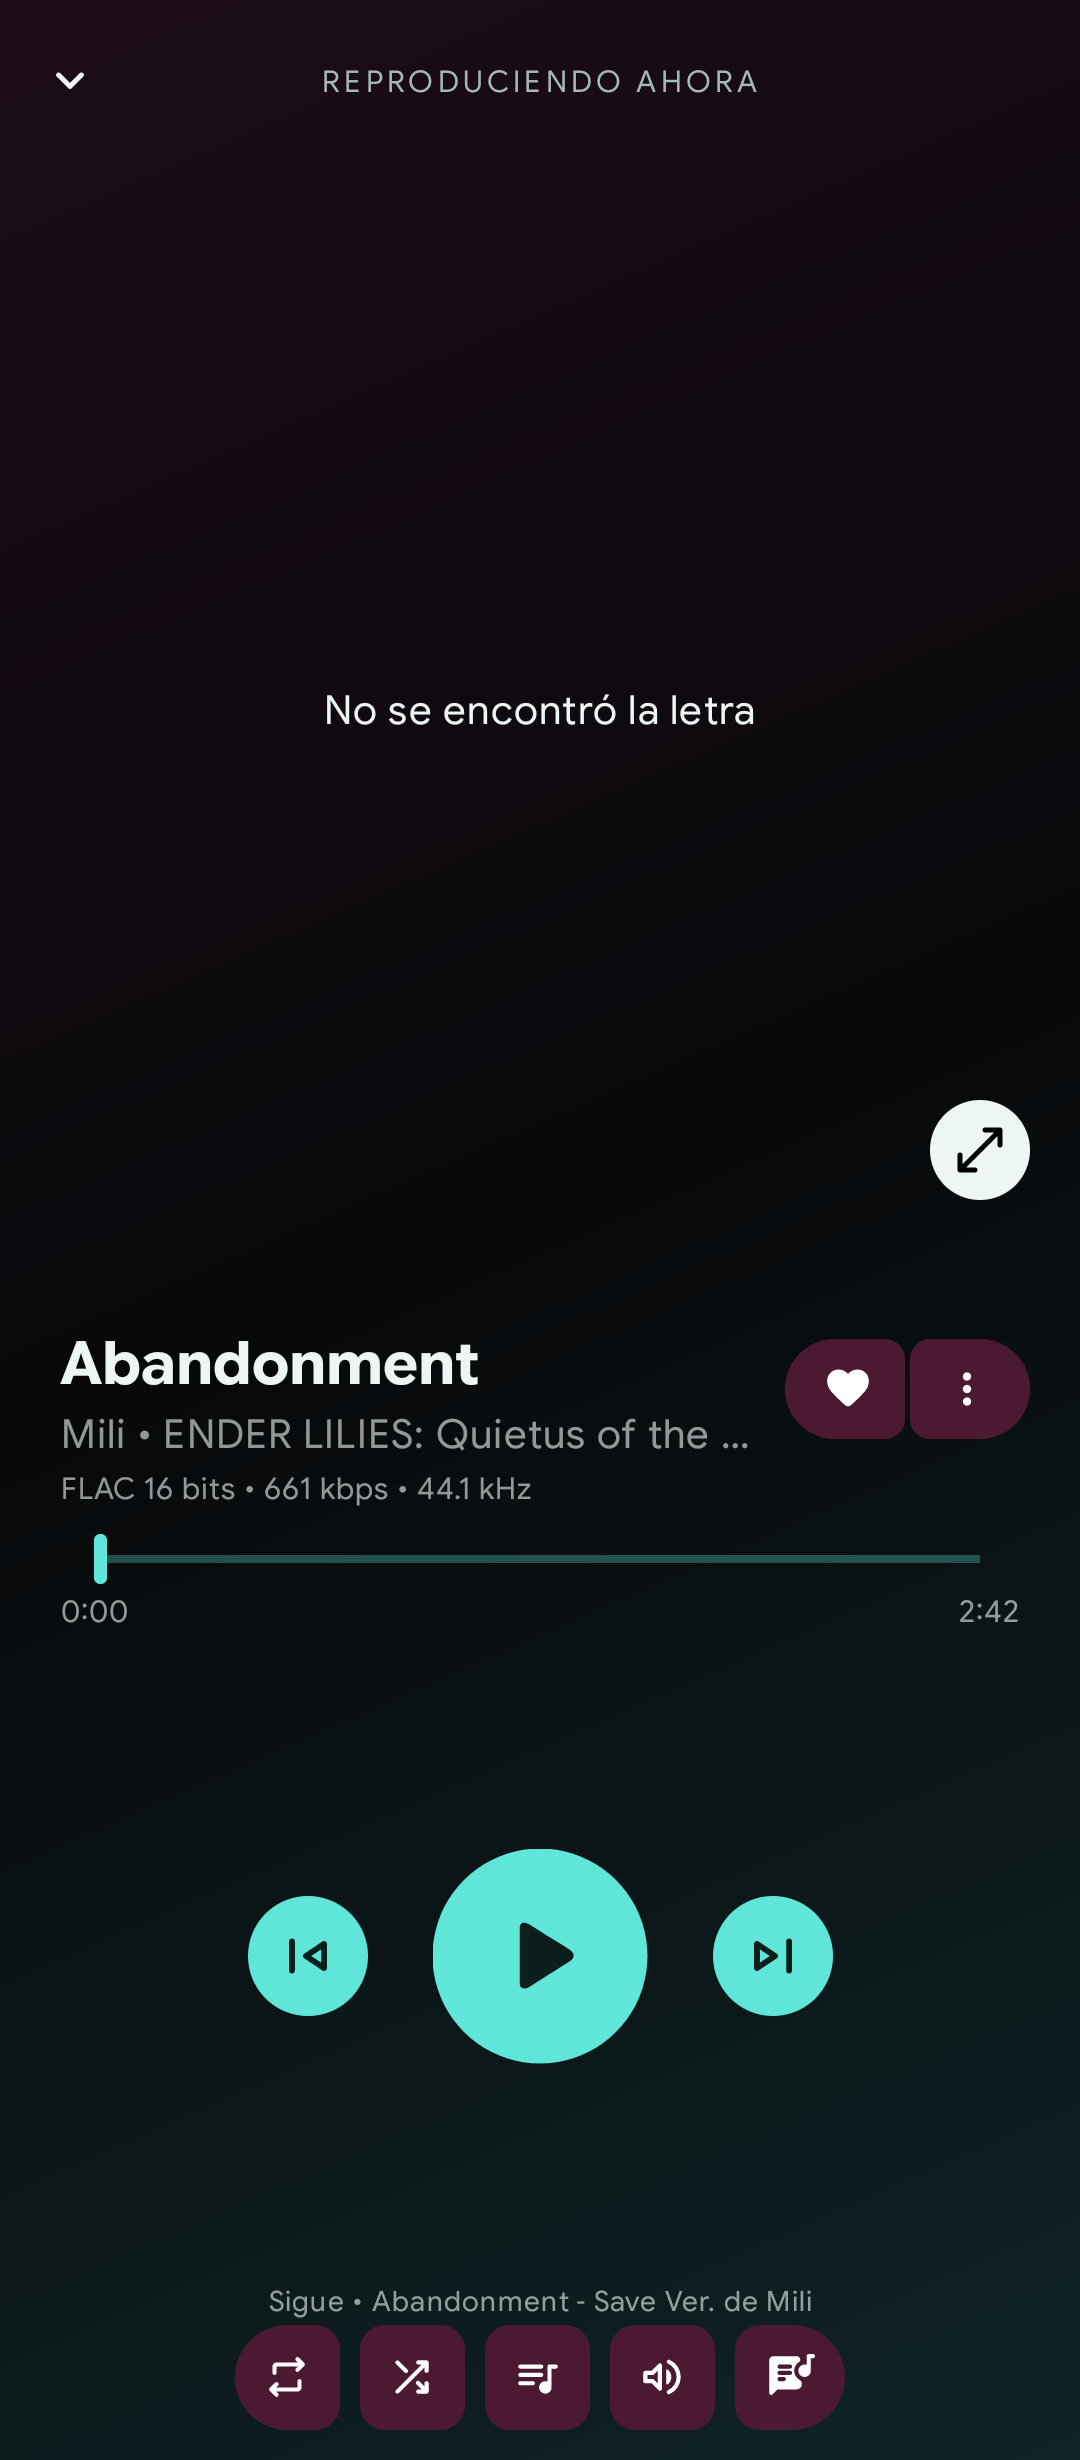 REPRODUCIENDO AHORA
No se encontró la letra
Abandonment
Mili • ENDER LILIES: Quietus of the ...
FLAC 16 bits • 661 kbps • 44.1 kHz
0:00
2:42
Sigue • Abandonment - Save Ver. de Mili